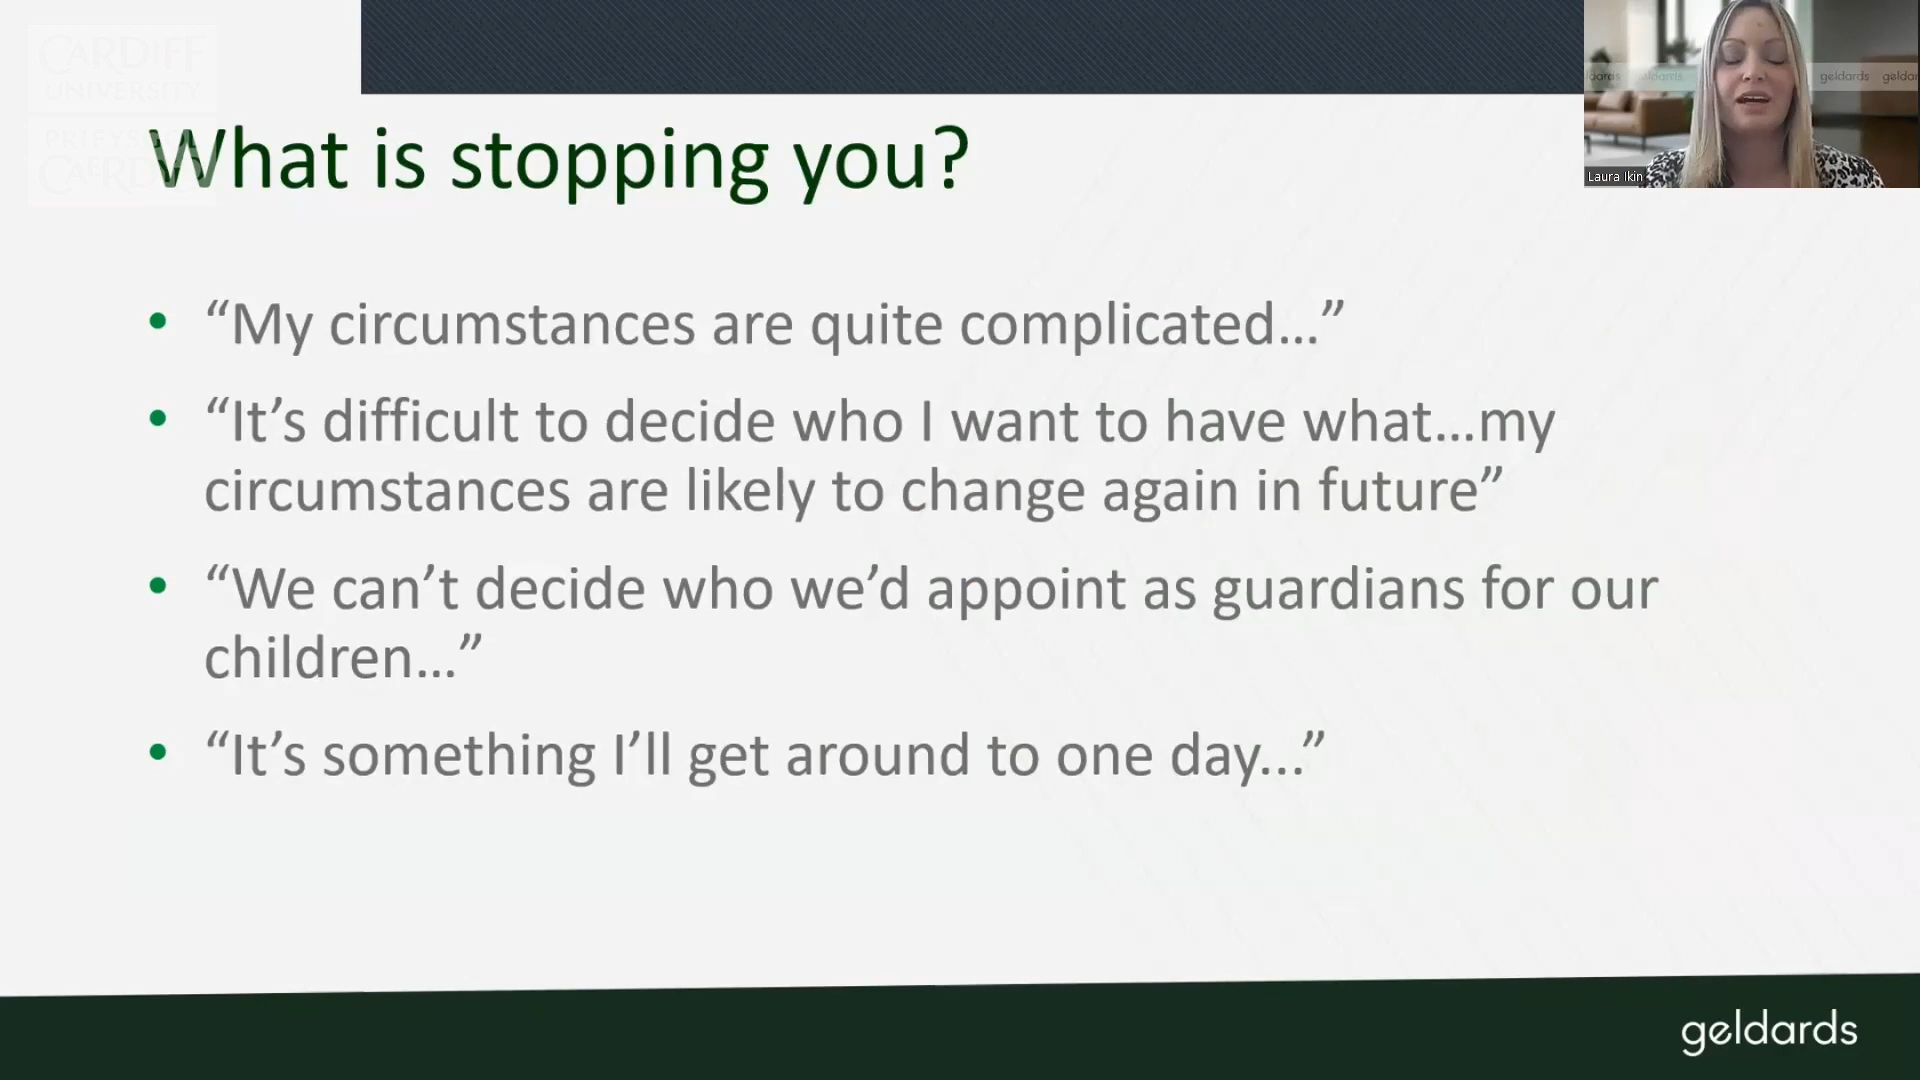 CARDIFF
UNIVERSITY
PRIFYSGOL
CAERDYDD
What is stopping you?
• “My circumstances are quite complicated...”
• “It’s difficult to decide who I want to have what...my
circumstances are likely to change again in future”
• “We can’t decide who we’d appoint as guardians for our
children...”
• “It’s something I’ll get around to one day...”
geldards
geldards
Laura Ikin
geldards